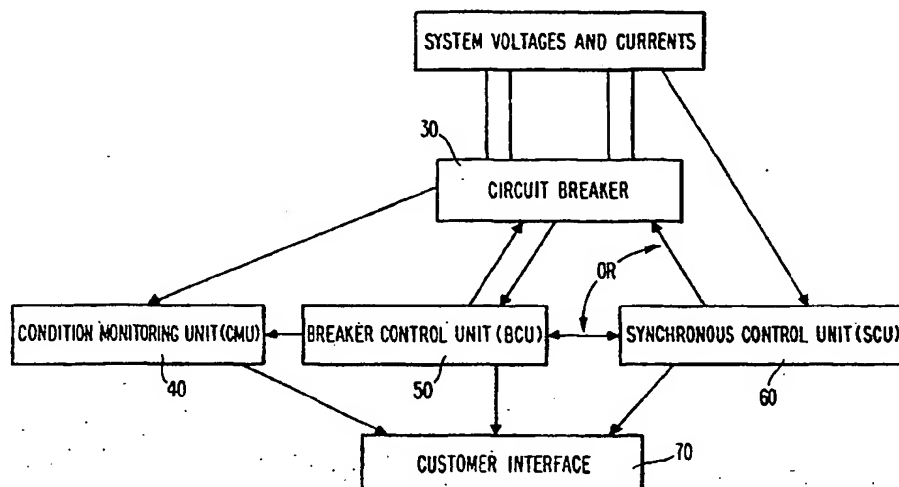 SYSTEM VOLTAGES AND CURRENTS
30
CIRCUIT BREAKER
OR
CONDITION MONITORING UNIT(CMU)
BREAKER CONTROL UNIT(BCU)
SYNCHRONOUS CONTROL UNIT(SCU)
40
50
60
CUSTOMER INTERFACE
70